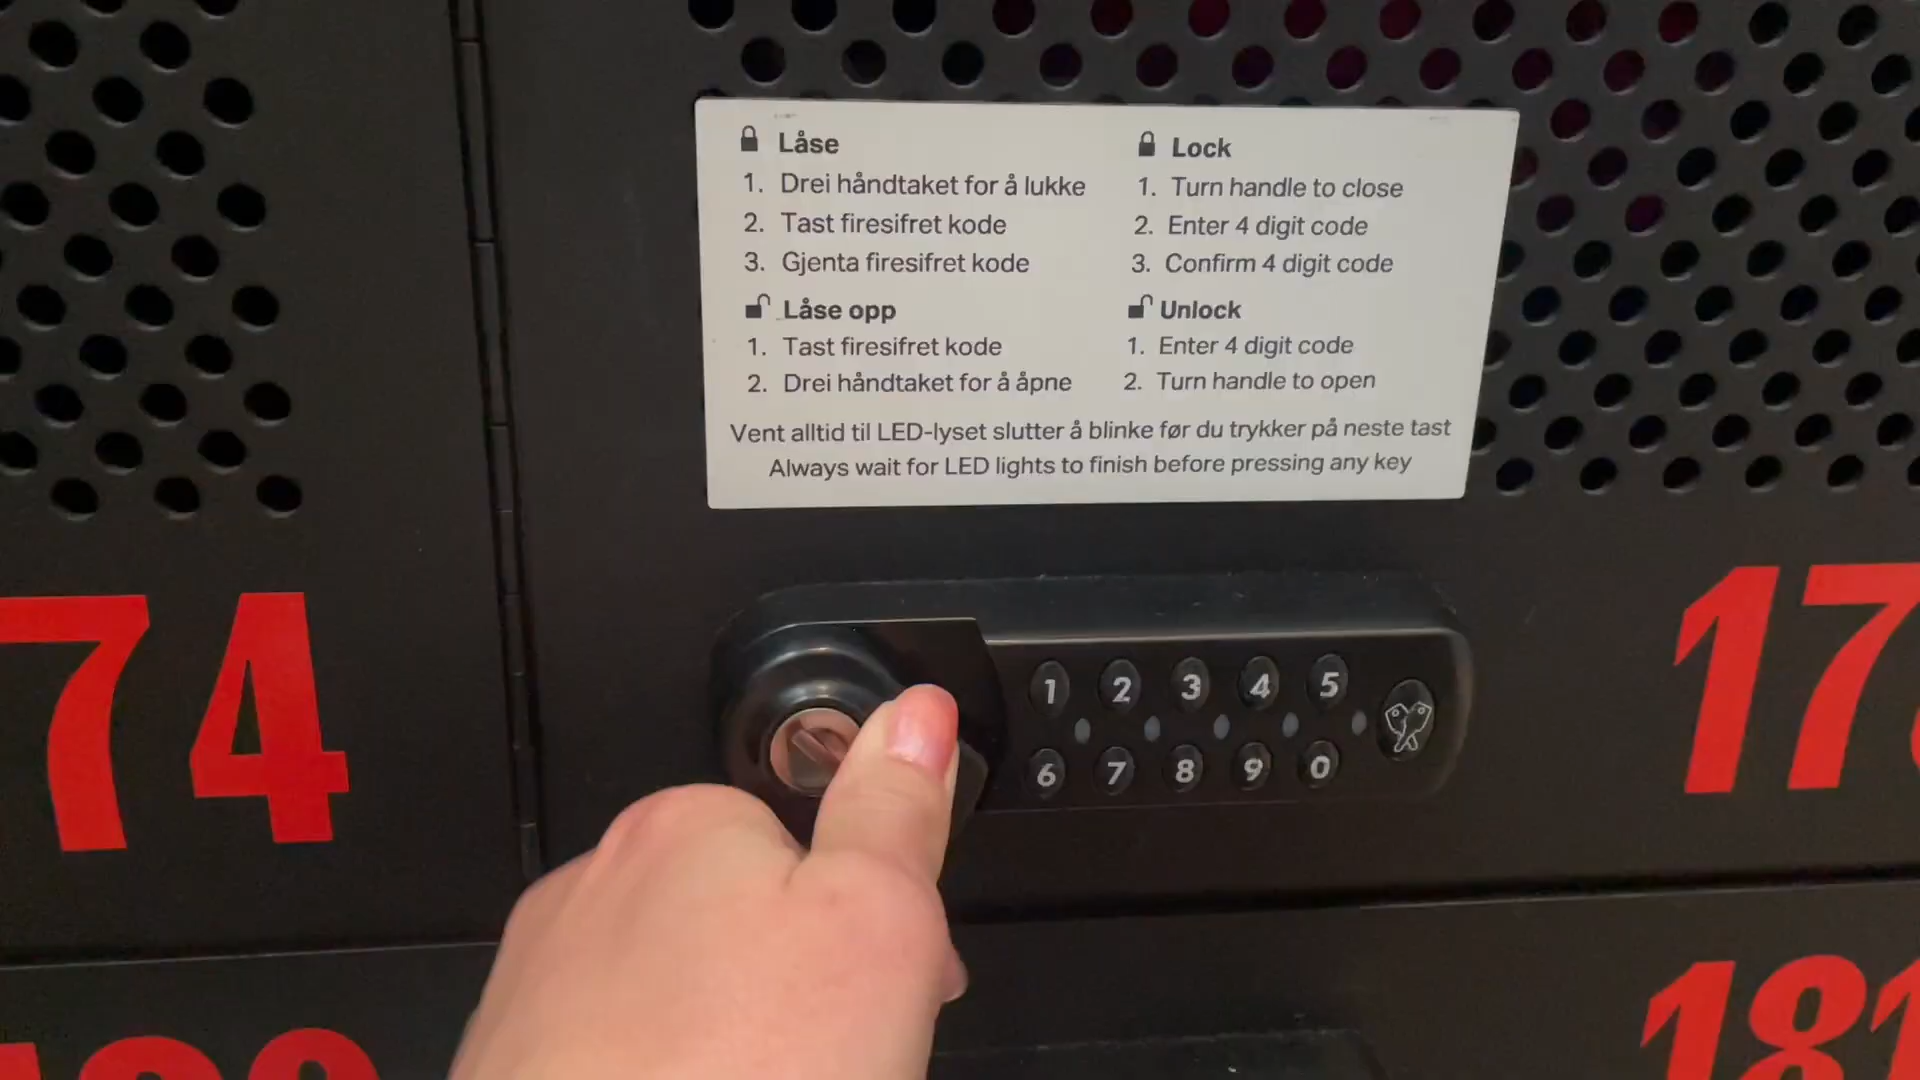 Låse
1. Drei håndtaket for å lukke
2. Tast firesifret kode
3. Gjenta firesifret kode
Låse opp
1. Tast firesifret kode
2. Drei håndtaket for å åpne
Lock
1. Turn handle to close
2. Enter 4 digit code
3. Confirm 4 digit code
Unlock
1. Enter 4 digit code
2. Turn handle to open
Vent alltid til LED-lyset slutter å blinke før du trykker på neste tast
Always wait for LED lights to finish before pressing any key
74
1 2 3 4 5
6 7 8 9 0
181